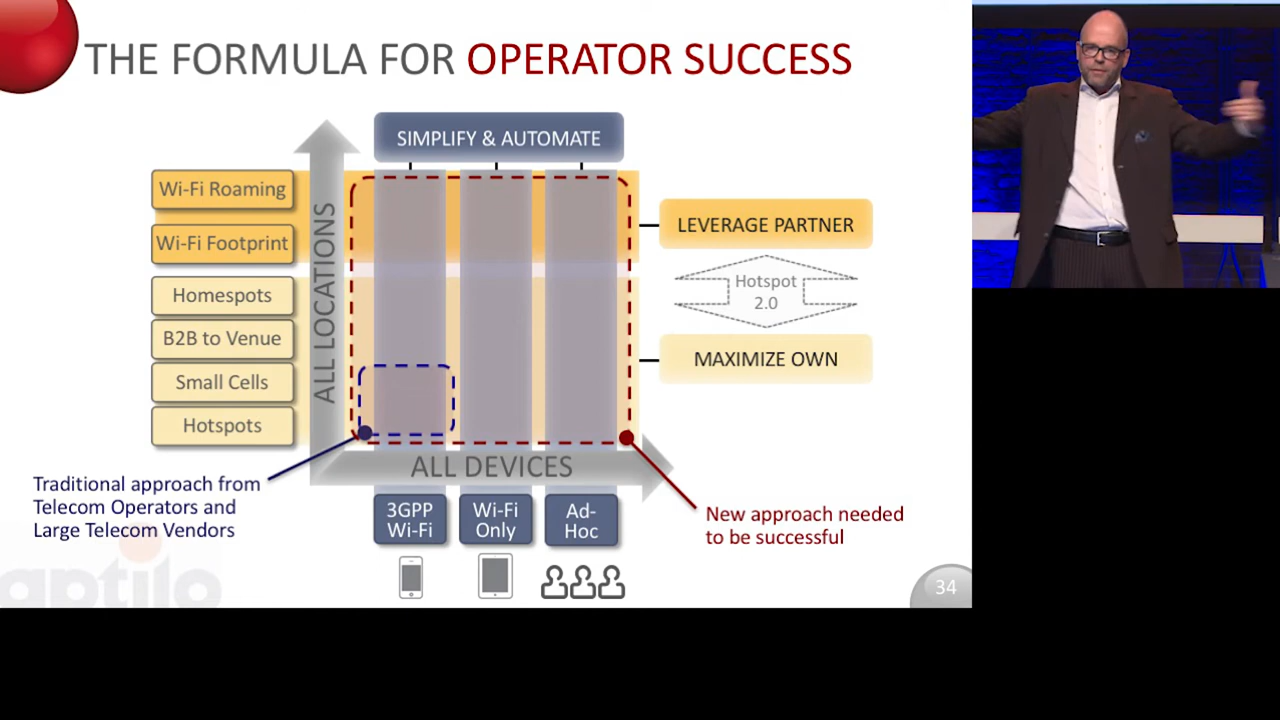 THE FORMULA FOR OPERATOR SUCCESS
SIMPLIFY & AUTOMATE
Wi-Fi Roaming
Wi-Fi Footprint
Homespots
B2B to Venue
Small Cells
Hotspots
ALL LOCATIONS
LEVERAGE PARTNER
Hotspot
2.0
MAXIMIZE OWN
ALL DEVICES
Traditional approach from
Telecom Operators and
Large Telecom Vendors
3GPP
Wi-Fi
Wi-Fi
Only
Ad-
Hoc
New approach needed
to be successful
aptilo
34